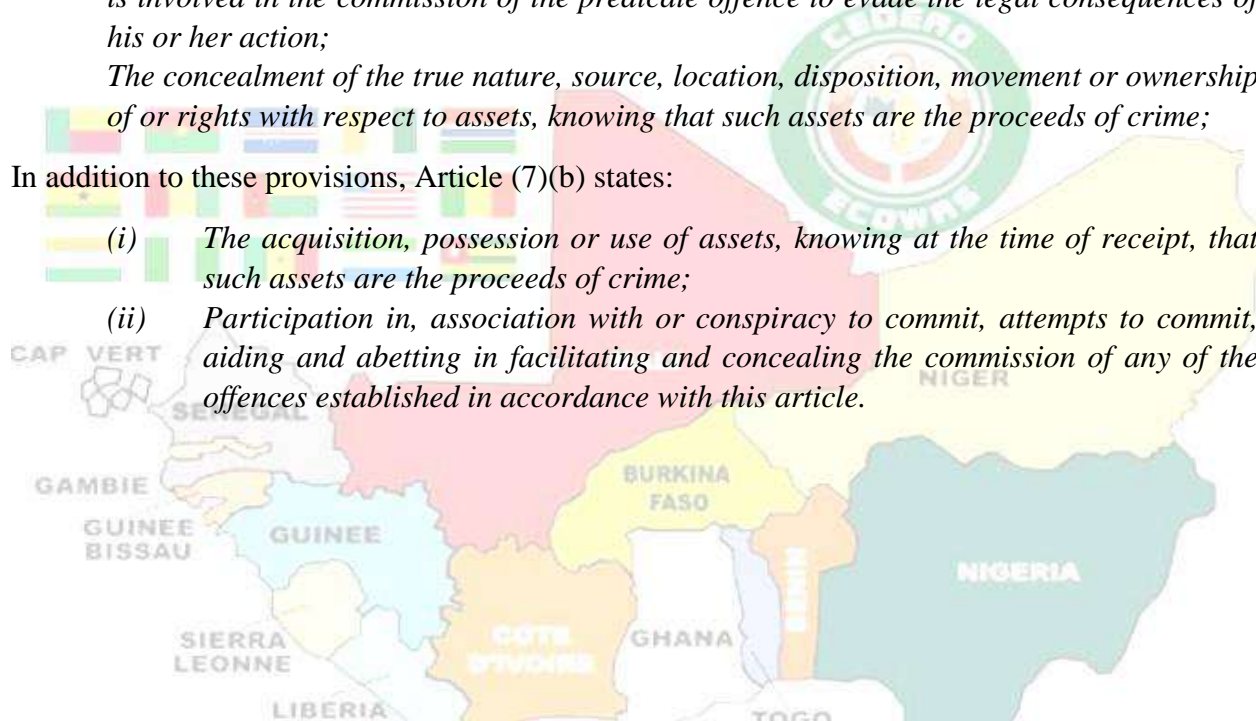 is involved in the commission of the predicate offence to evade the legal consequences of
his or her action;
The concealment of the true nature, source, location, disposition, movement or ownership
of or rights with respect to assets, knowing that such assets are the proceeds of crime;
In addition to these provisions, Article (7)(b) states:
(i) The acquisition, possession or use of assets, knowing at the time of receipt, that
such assets are the proceeds of crime;
(ii) Participation in, association with or conspiracy to commit, attempts to commit,
aiding and abetting in facilitating and concealing the commission of any of the
offences established in accordance with this article.
CEDEAO
ECOWAS
CAP VERT
SENEGAL
NIGER
GAMBIE
GUINEE
BISSAU
GUINEE
BURKINA
FASO
BENIN
NIGERIA
SIERRA
LEONNE
COTE
D'IVOIRE
GHANA
LIBERIA
TOGO